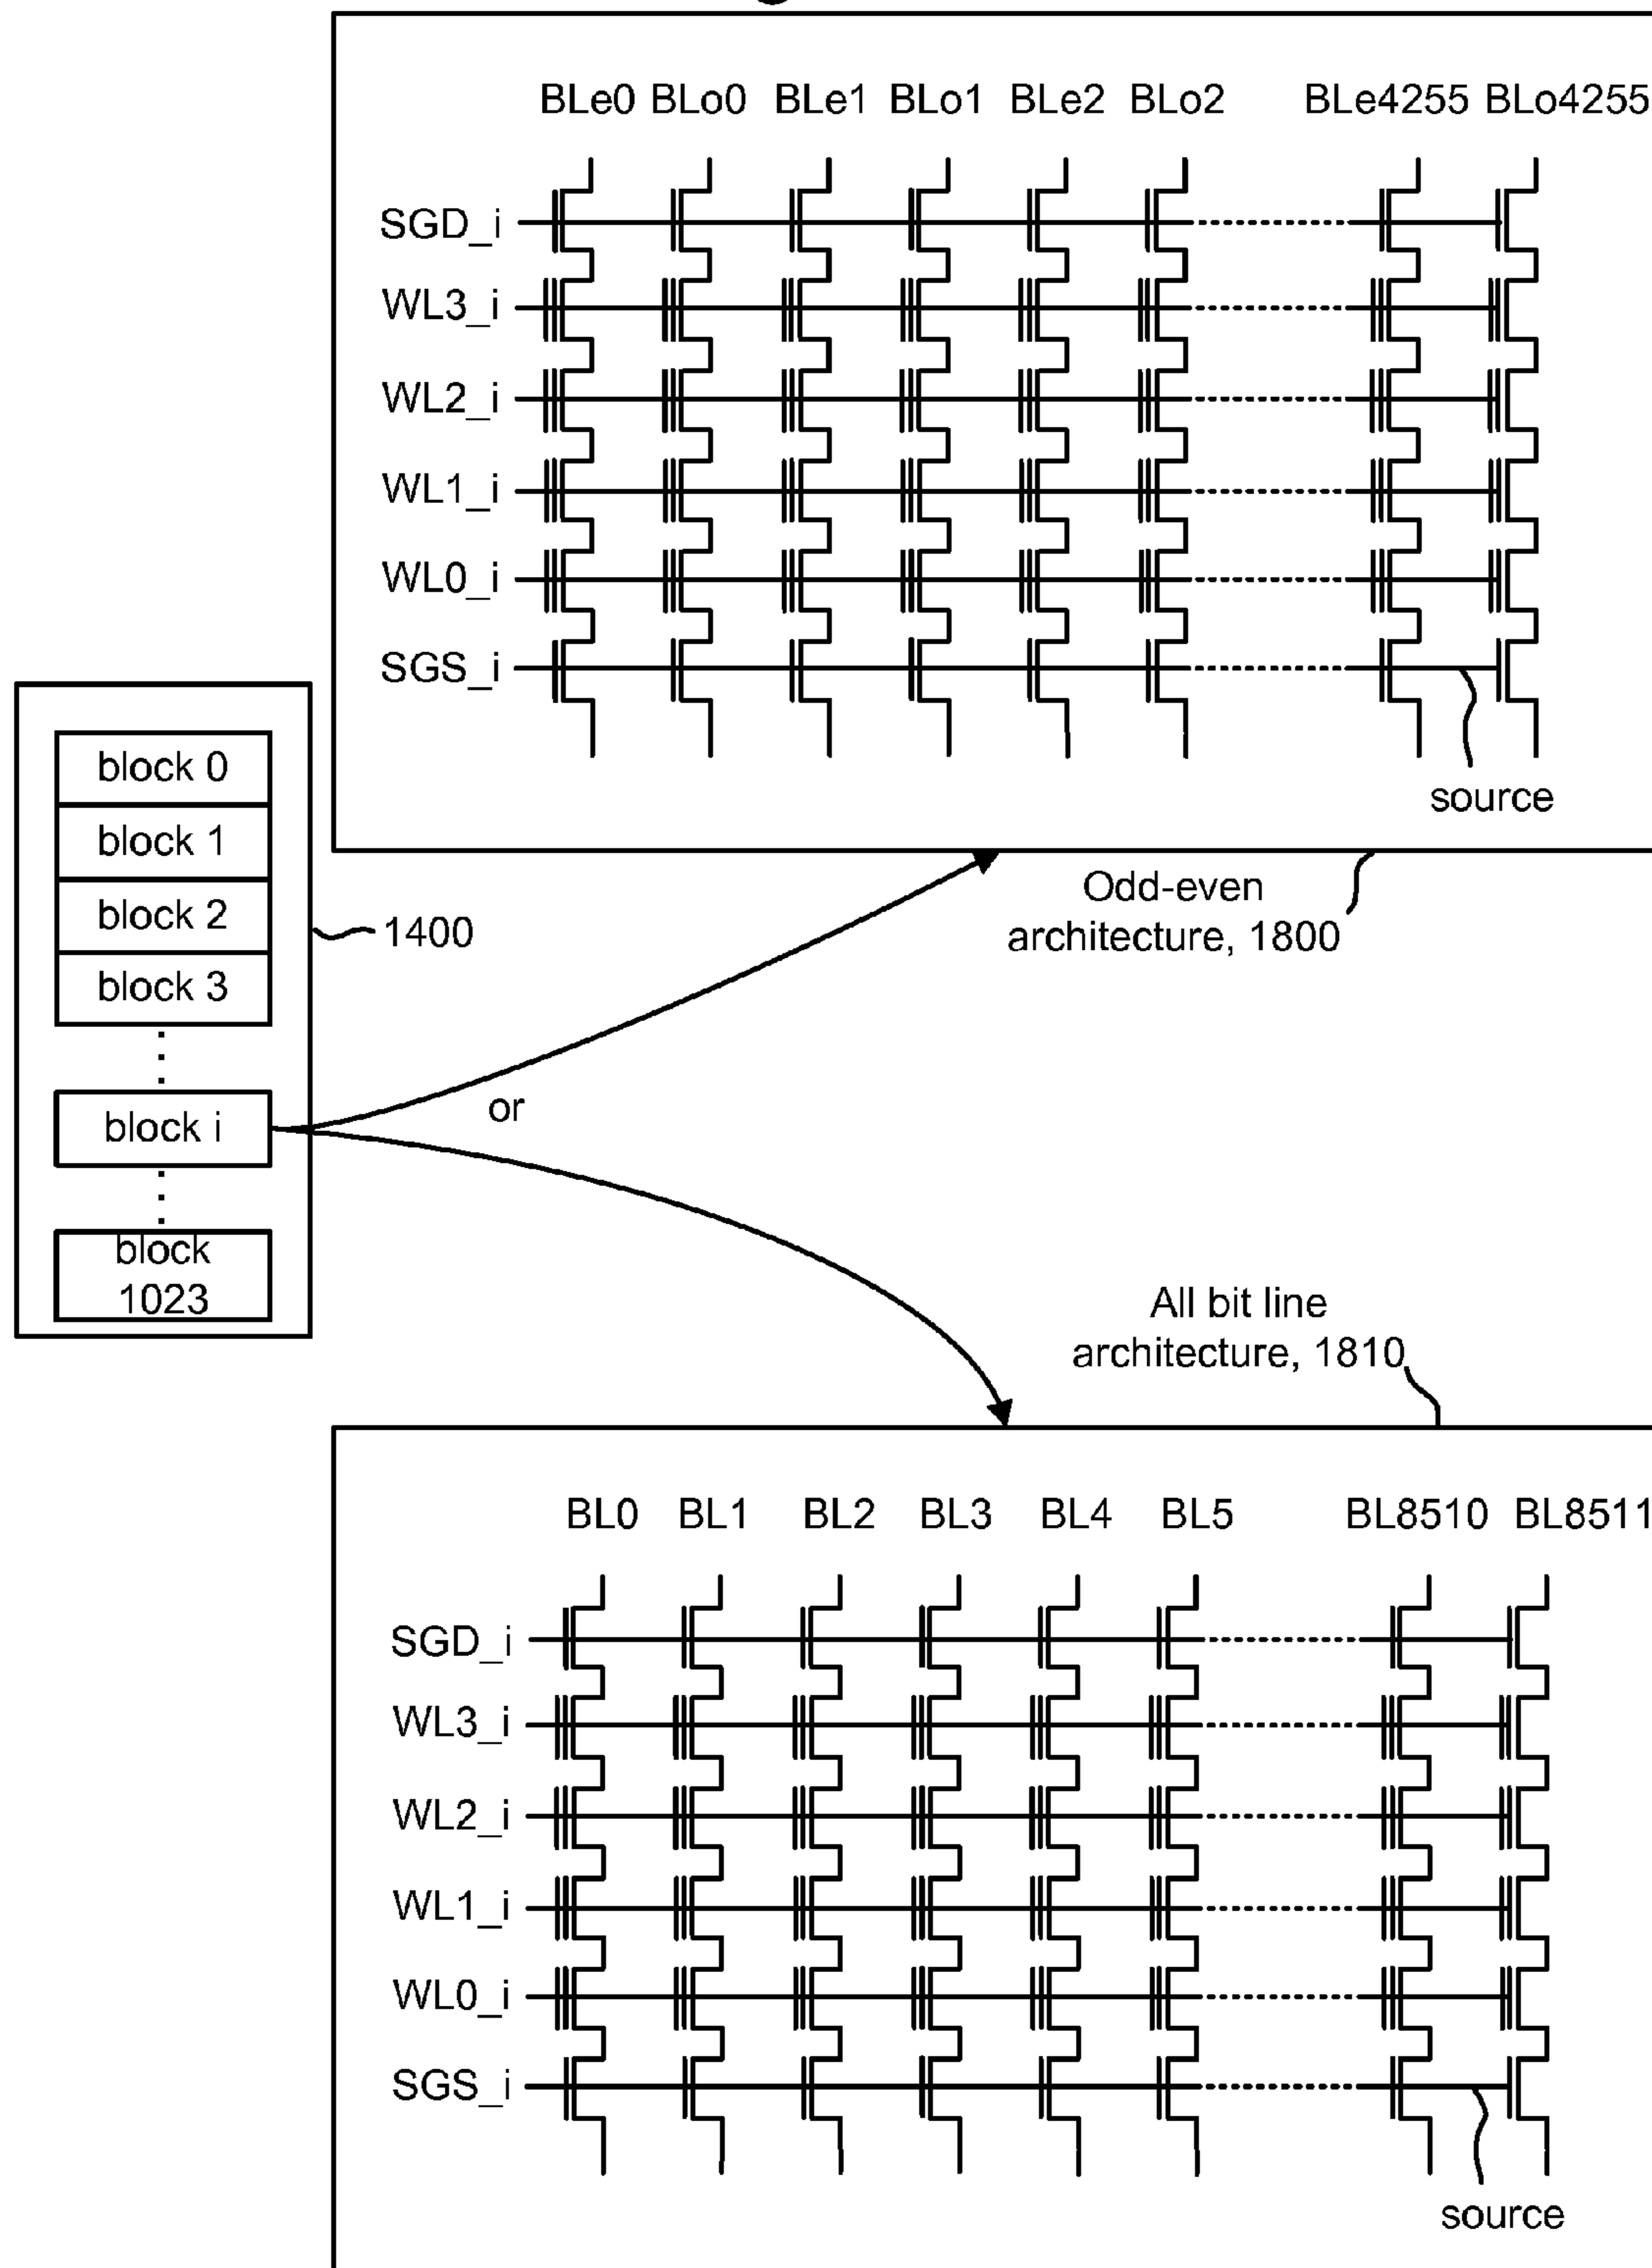 BLe0 BLo0 BLe1 BLo1 BLe2 BLo2 BLe4255 BLo4255
SGD_i
WL3_i
WL2_i
WL1_i
WL0_i
SGS_i
source
block 0
block 1
block 2
block 3
block i
block
1023
1400
or
Odd-even
architecture, 1800
All bit line
architecture, 1810
BL0 BL1 BL2 BL3 BL4 BL5 BL8510 BL8511
SGD_i
WL3_i
WL2_i
WL1_i
WL0_i
SGS_i
source